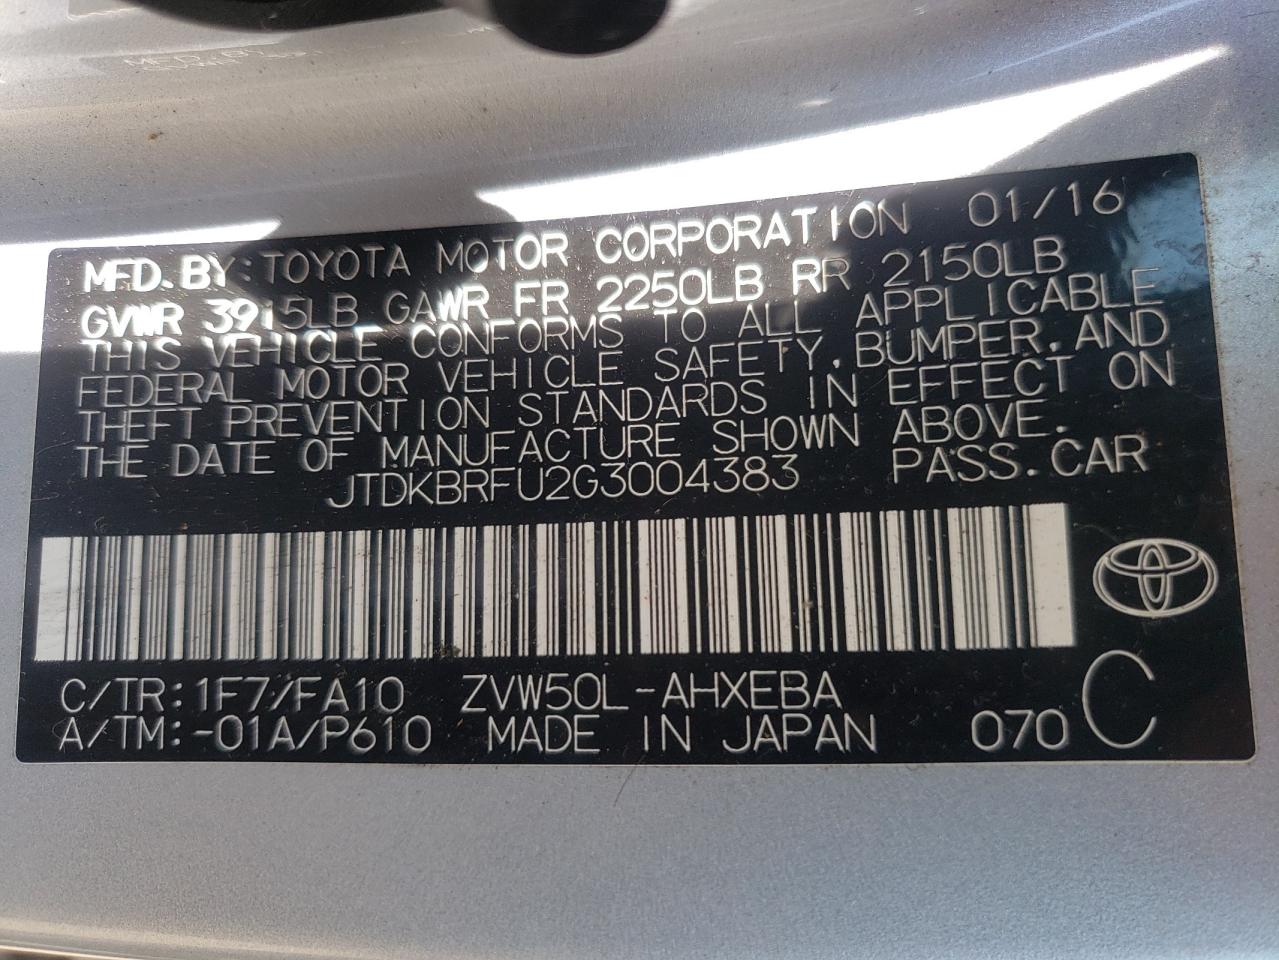 MFD.BY:TOYOTA MOTOR CORPORATION 01/16
GVWR 3915LB GAWR FR 2250LB RR 2150LB
THIS VEHICLE CONFORMS TO ALL APPLICABLE
FEDERAL MOTOR VEHICLE SAFETY,BUMPER,AND
THEFT PREVENTION STANDARDS IN EFFECT ON
THE DATE OF MANUFACTURE SHOWN ABOVE.
JTDKBRFU2G3004383 PASS.CAR
C/TR:1F7/FA10 ZVW50L-AHXEBA
A/TM:-01A/P610 MADE IN JAPAN 070 C